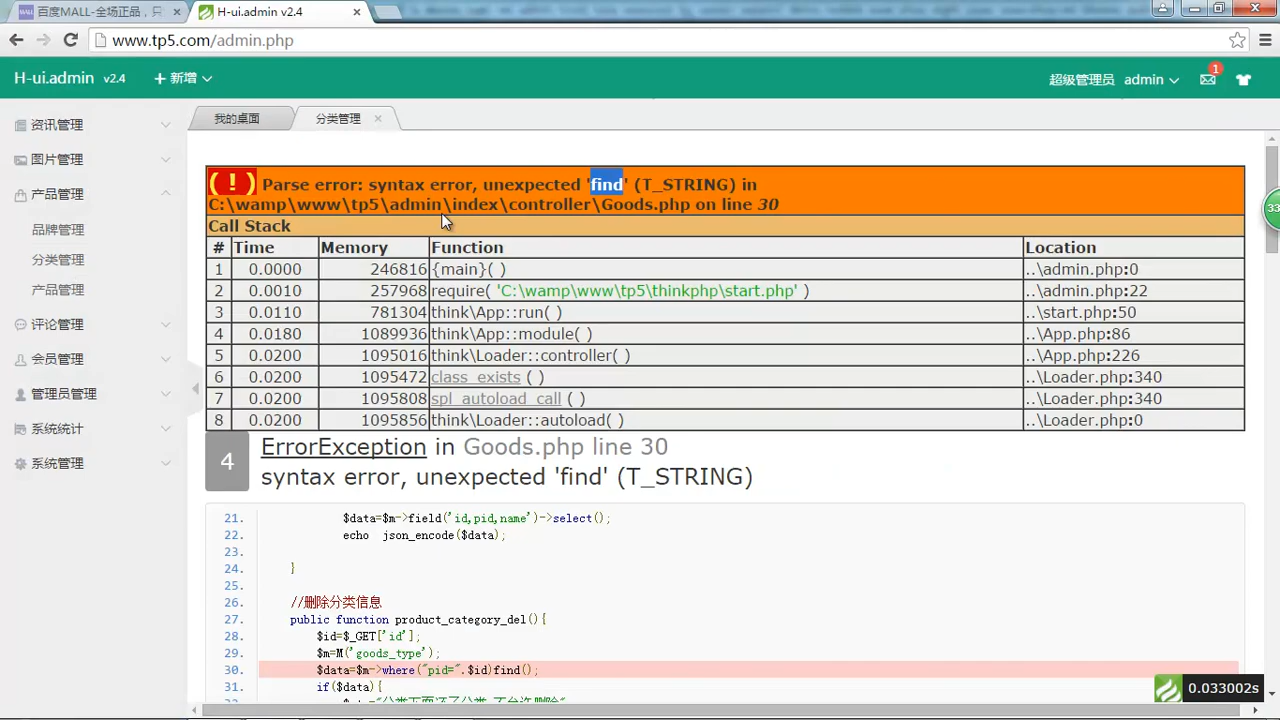 百度MALL-全场正品，只
H-ui.admin v2.4
www.tp5.com/admin.php
H-ui.admin v2.4 + 新增 超级管理员 admin 1
我的桌面 分类管理
资讯管理
图片管理
产品管理
品牌管理
分类管理
产品管理
评论管理
会员管理
管理员管理
系统统计
系统管理
( ! ) Parse error: syntax error, unexpected 'find' (T_STRING) in
C:\wamp\www\tp5\admin\index\controller\Goods.php on line 30
Call Stack
# Time Memory Function Location
1 0.0000 246816 {main}( ) ..\admin.php:0
2 0.0010 257968 require( 'C:\wamp\www\tp5\thinkphp\start.php' ) ..\admin.php:22
3 0.0110 781304 think\App::run( ) ..\start.php:50
4 0.0180 1089936 think\App::module( ) ..\App.php:86
5 0.0200 1095016 think\Loader::controller( ) ..\App.php:226
6 0.0200 1095472 class_exists ( ) ..\Loader.php:340
7 0.0200 1095808 spl_autoload_call ( ) ..\Loader.php:340
8 0.0200 1095856 think\Loader::autoload( ) ..\Loader.php:0
33
4 ErrorException in Goods.php line 30
syntax error, unexpected 'find' (T_STRING)
21. $data=$m->field('id,pid,name')->select();
22. echo json_encode($data);
23.
24. }
25.
26. //删除分类信息
27. public function product_category_del(){
28. $id=$_GET['id'];
29. $m=M('goods_type');
30. $data=$m->where("pid=".$id)find();
31. if($data){
0.033002s